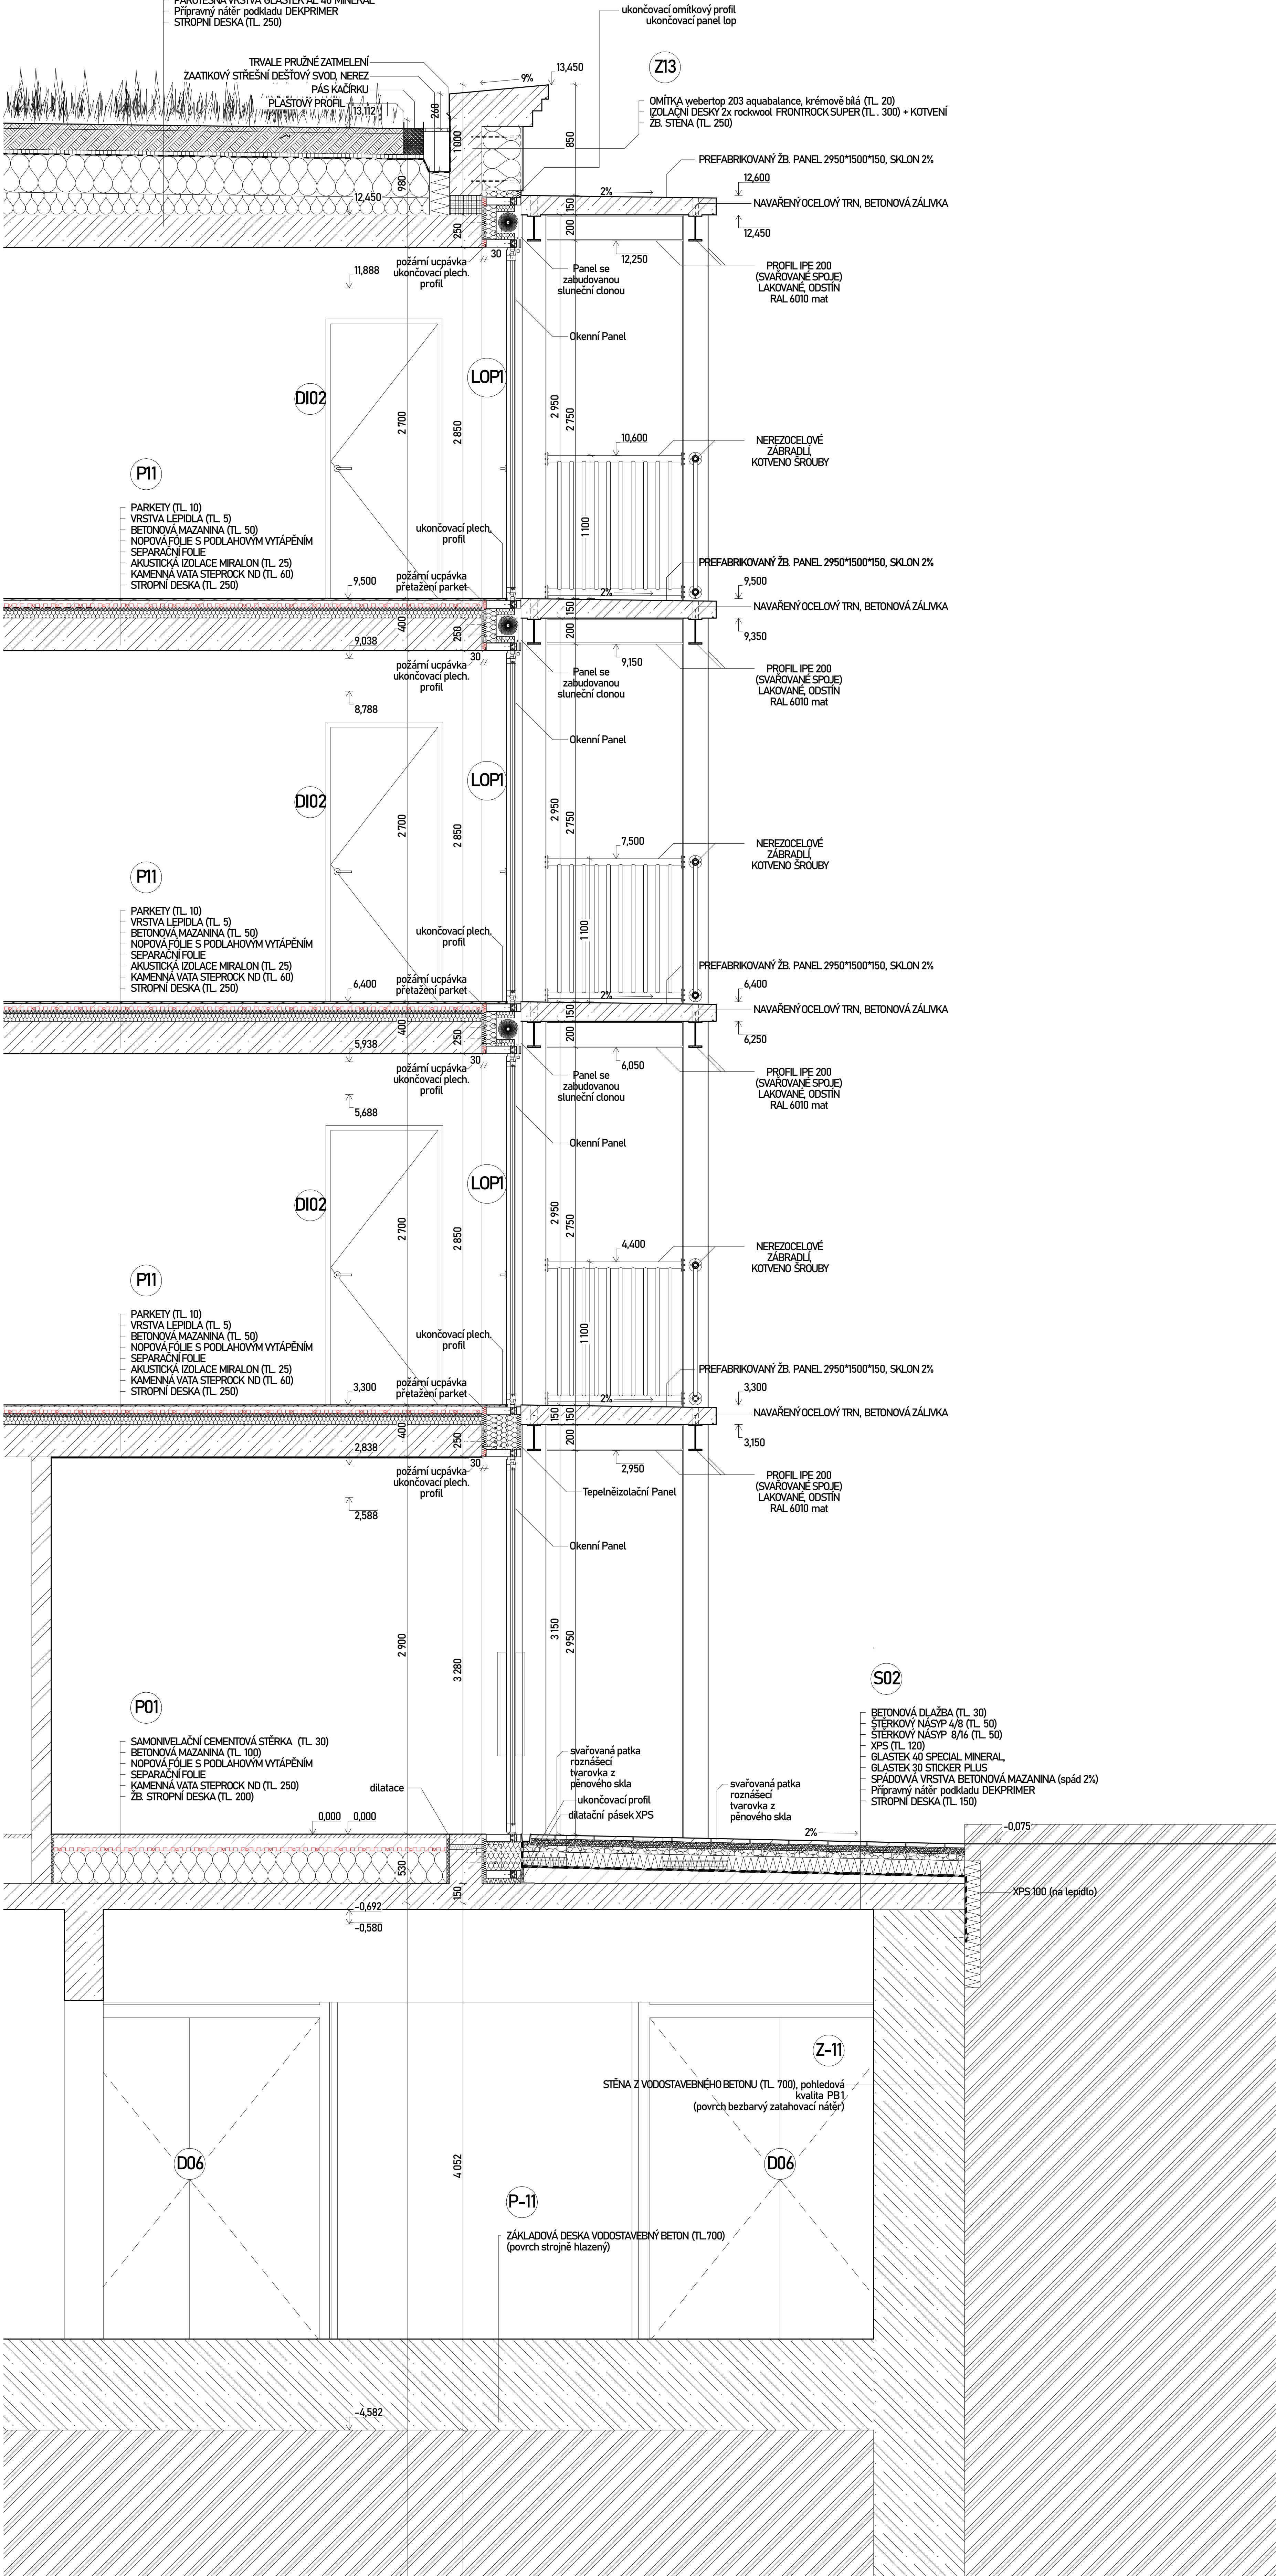 Přípravný nátěr podkladu DEKPRIMER
STROPNÍ DESKA (TL. 250)
ukončovací omítkový profil
ukončovací panel lop
TRVALE PRUŽNÉ ZATMELENÍ
ZAATIKOVÝ STŘEŠNÍ DEŠŤOVÝ SVOD, NEREZ
PÁS KAČÍRKU
PLASTOVÝ PROFIL
13,112
268
1 000
980
9%
13,450
850
Z13
OMÍTKA webertop 203 aquabalance, krémově bílá (TL. 20)
IZOLAČNÍ DESKY 2x rockwool FRONTROCK SUPER (TL . 300) + KOTVENÍ
ŽB. STĚNA (TL. 250)
PREFABRIKOVANÝ ŽB. PANEL 2950*1500*150, SKLON 2%
12,600
2%
NAVAŘENÝ OCELOVÝ TRN, BETONOVÁ ZÁLIVKA
12,450
12,450
150
200
250
30
12,250
požární ucpávka
ukončovací plech.
profil
11,888
Panel se
zabudovanou
sluneční clonou
PROFIL IPE 200
(SVAŘOVANÉ SPOJE)
LAKOVANÉ, ODSTÍN
RAL 6010 mat
Okenní Panel
DI02
LOP1
2 700
2 850
2 950
2 750
10,600
NEREZOCELOVÉ
ZÁBRADLÍ,
KOTVENO ŠROUBY
1 100
P11
PARKETY (TL. 10)
VRSTVA LEPIDLA (TL. 5)
BETONOVÁ MAZANINA (TL. 50)
NOPOVÁ FÓLIE S PODLAHOVÝM VYTÁPĚNÍM
SEPARAČNÍ FOLIE
AKUSTICKÁ IZOLACE MIRALON (TL. 25)
KAMENNÁ VATA STEPROCK ND (TL. 60)
STROPNÍ DESKA (TL. 250)
ukončovací plech.
profil
požární ucpávka
přetažení parket
9,500
PREFABRIKOVANÝ ŽB. PANEL 2950*1500*150, SKLON 2%
9,500
2%
NAVAŘENÝ OCELOVÝ TRN, BETONOVÁ ZÁLIVKA
9,350
400
250
150
200
30
9,038
9,150
8,788
požární ucpávka
ukončovací plech.
profil
Panel se
zabudovanou
sluneční clonou
PROFIL IPE 200
(SVAŘOVANÉ SPOJE)
LAKOVANÉ, ODSTÍN
RAL 6010 mat
Okenní Panel
DI02
LOP1
2 700
2 850
2 950
2 750
7,500
NEREZOCELOVÉ
ZÁBRADLÍ,
KOTVENO ŠROUBY
1 100
P11
PARKETY (TL. 10)
VRSTVA LEPIDLA (TL. 5)
BETONOVÁ MAZANINA (TL. 50)
NOPOVÁ FÓLIE S PODLAHOVÝM VYTÁPĚNÍM
SEPARAČNÍ FOLIE
AKUSTICKÁ IZOLACE MIRALON (TL. 25)
KAMENNÁ VATA STEPROCK ND (TL. 60)
STROPNÍ DESKA (TL. 250)
ukončovací plech.
profil
požární ucpávka
přetažení parket
6,400
PREFABRIKOVANÝ ŽB. PANEL 2950*1500*150, SKLON 2%
6,400
2%
NAVAŘENÝ OCELOVÝ TRN, BETONOVÁ ZÁLIVKA
6,250
400
250
150
200
30
5,938
6,050
5,688
požární ucpávka
ukončovací plech.
profil
Panel se
zabudovanou
sluneční clonou
PROFIL IPE 200
(SVAŘOVANÉ SPOJE)
LAKOVANÉ, ODSTÍN
RAL 6010 mat
Okenní Panel
DI02
LOP1
2 700
2 850
2 950
2 750
4,400
NEREZOCELOVÉ
ZÁBRADLÍ,
KOTVENO ŠROUBY
1 100
P11
PARKETY (TL. 10)
VRSTVA LEPIDLA (TL. 5)
BETONOVÁ MAZANINA (TL. 50)
NOPOVÁ FÓLIE S PODLAHOVÝM VYTÁPĚNÍM
SEPARAČNÍ FOLIE
AKUSTICKÁ IZOLACE MIRALON (TL. 25)
KAMENNÁ VATA STEPROCK ND (TL. 60)
STROPNÍ DESKA (TL. 250)
ukončovací plech.
profil
požární ucpávka
přetažení parket
3,300
PREFABRIKOVANÝ ŽB. PANEL 2950*1500*150, SKLON 2%
3,300
2%
NAVAŘENÝ OCELOVÝ TRN, BETONOVÁ ZÁLIVKA
3,150
400
250
150
150
200
30
2,838
2,950
2,588
požární ucpávka
ukončovací plech.
profil
Tepelněizolační Panel
PROFIL IPE 200
(SVAŘOVANÉ SPOJE)
LAKOVANÉ, ODSTÍN
RAL 6010 mat
Okenní Panel
2 900
3 280
3 150
2 950
P01
SAMONIVELAČNÍ CEMENTOVÁ STĚRKA (TL. 30)
BETONOVÁ MAZANINA (TL. 100)
NOPOVÁ FÓLIE S PODLAHOVÝM VYTÁPĚNÍM
SEPARAČNÍ FOLIE
KAMENNÁ VATA STEPROCK ND (TL. 250)
ŽB. STROPNÍ DESKA (TL. 200)
dilatace
0,000
0,000
svařovaná patka
roznášecí
tvarovka z
pěnového skla
ukončovací profil
dilatační pásek XPS
svařovaná patka
roznášecí
tvarovka z
pěnového skla
S02
BETONOVÁ DLAŽBA (TL. 30)
ŠTĚRKOVÝ NÁSYP 4/8 (TL. 50)
ŠTĚRKOVÝ NÁSYP 8/16 (TL. 50)
XPS (TL. 120)
GLASTEK 40 SPECIAL MINERAL,
GLASTEK 30 STICKER PLUS
SPÁDOVVÁ VRSTVA BETONOVÁ MAZANINA (spád 2%)
Přípravný nátěr podkladu DEKPRIMER
STROPNÍ DESKA (TL. 150)
2%
-0,075
XPS 100 (na lepidlo)
530
150
-0,692
-0,580
Z-11
STĚNA Z VODOSTAVEBNÉHO BETONU (TL. 700), pohledová
kvalita PB1
(povrch bezbarvý zatahovací nátěr)
D06
D06
4 052
P-11
ZÁKLADOVÁ DESKA VODOSTAVEBNÝ BETON (TL.700)
(povrch strojně hlazený)
-4,582